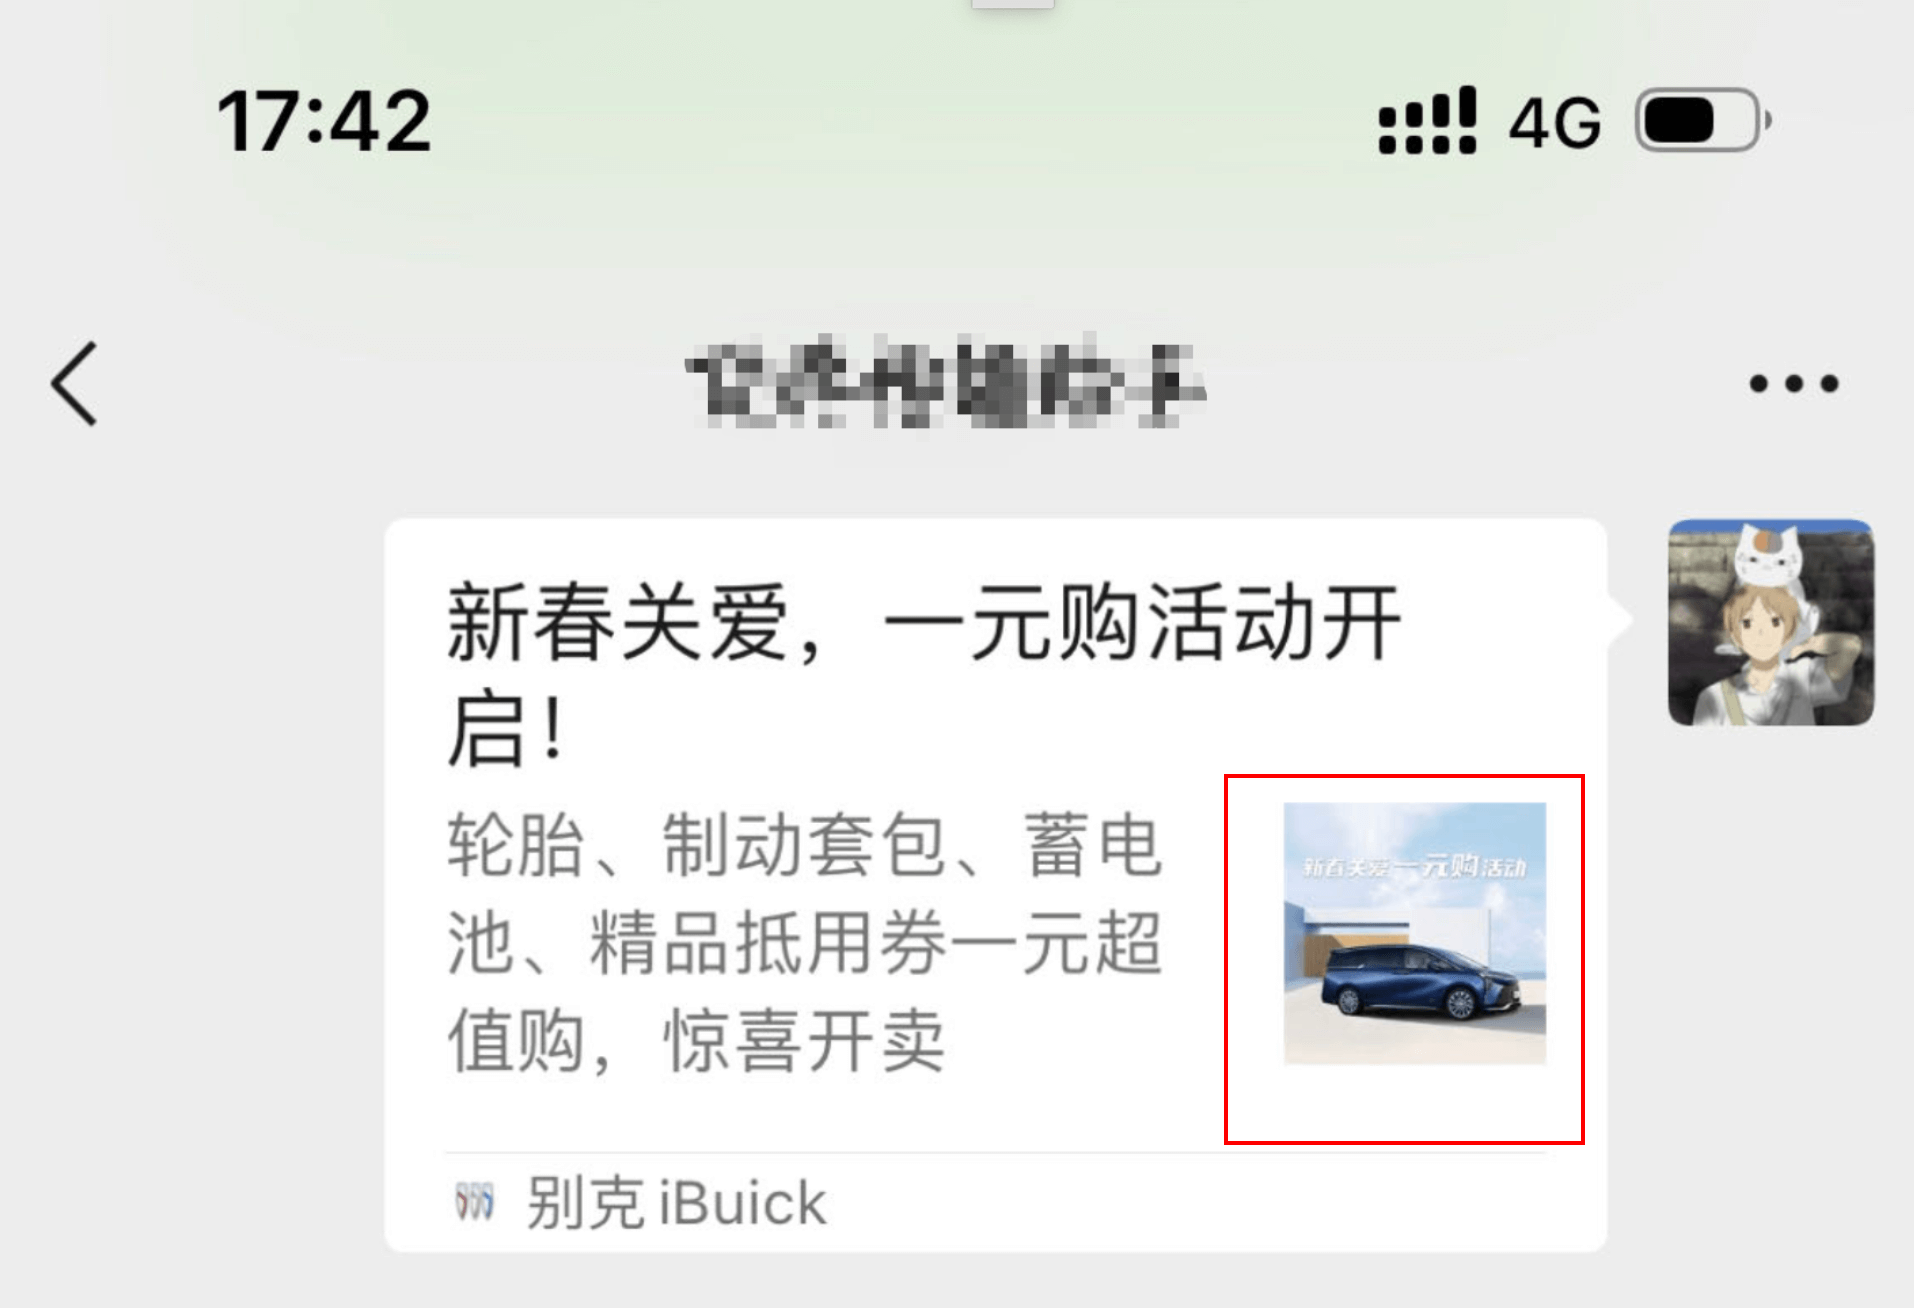 17:42
4G
新春关爱，一元购活动开
启！
轮胎、制动套包、蓄电
池、精品抵用券一元超
值购，惊喜开卖
新春关爱一元购活动
别克 iBuick